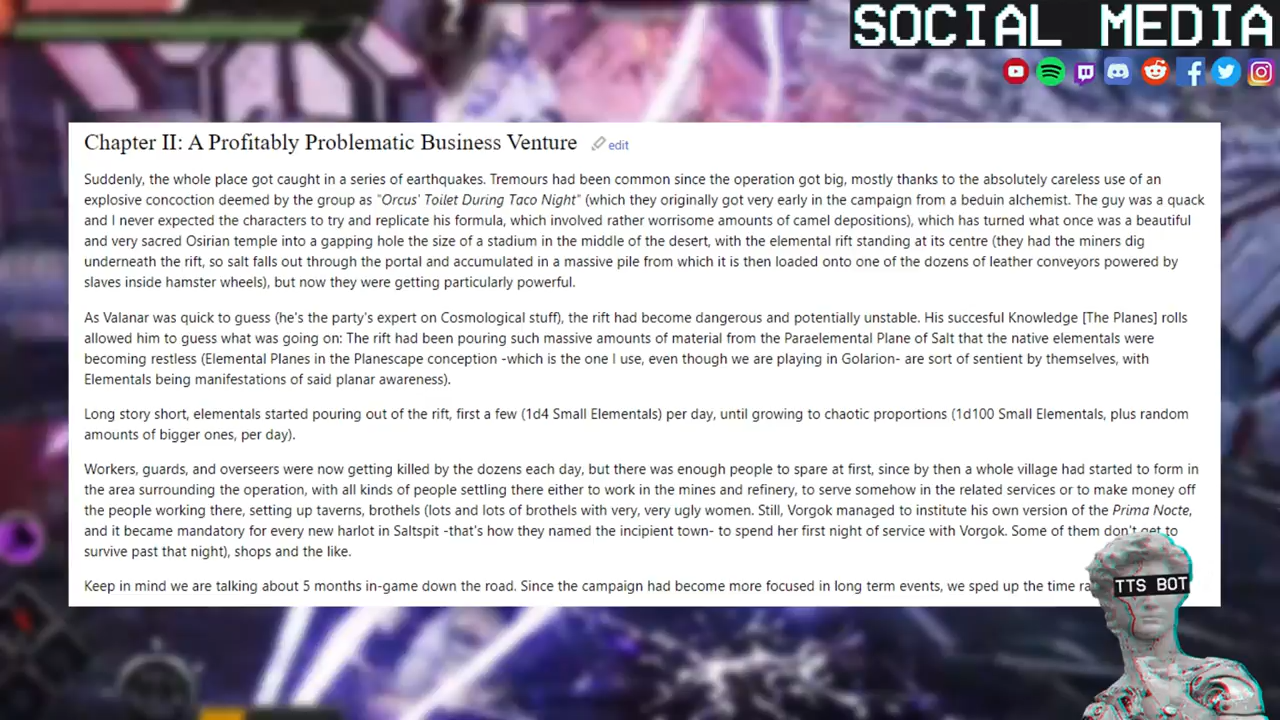 SOCIAL MEDIA
Chapter II: A Profitably Problematic Business Venture edit
Suddenly, the whole place got caught in a series of earthquakes. Tremours had been common since the operation got big, mostly thanks to the absolutely careless use of an
explosive concoction deemed by the group as "Orcus' Toilet During Taco Night" (which they originally got very early in the campaign from a beduin alchemist. The guy was a quack
and I never expected the characters to try and replicate his formula, which involved rather worrisome amounts of camel depositions), which has turned what once was a beautiful
and very sacred Osirian temple into a gapping hole the size of a stadium in the middle of the desert, with the elemental rift standing at its centre (they had the miners dig
underneath the rift, so salt falls out through the portal and accumulated in a massive pile from which it is then loaded onto one of the dozens of leather conveyors powered by
slaves inside hamster wheels), but now they were getting particularly powerful.
As Valanar was quick to guess (he's the party's expert on Cosmological stuff), the rift had become dangerous and potentially unstable. His succesful Knowledge [The Planes] rolls
allowed him to guess what was going on: The rift had been pouring such massive amounts of material from the Paraelemental Plane of Salt that the native elementals were
becoming restless (Elemental Planes in the Planescape conception -which is the one I use, even though we are playing in Golarion- are sort of sentient by themselves, with
Elementals being manifestations of said planar awareness).
Long story short, elementals started pouring out of the rift, first a few (1d4 Small Elementals) per day, until growing to chaotic proportions (1d100 Small Elementals, plus random
amounts of bigger ones, per day).
Workers, guards, and overseers were now getting killed by the dozens each day, but there was enough people to spare at first, since by then a whole village had started to form in
the area surrounding the operation, with all kinds of people settling there either to work in the mines and refinery, to serve somehow in the related services or to make money off
the people working there, setting up taverns, brothels (lots and lots of brothels with very, very ugly women. Still, Vorgok managed to institute his own version of the Prima Nocte,
and it became mandatory for every new harlot in Saltspit -that's how they named the incipient town- to spend her first night of service with Vorgok. Some of them don't get to
survive past that night), shops and the like.
Keep in mind we are talking about 5 months in-game down the road. Since the campaign had become more focused in long term events, we sped up the time
TTS BOT